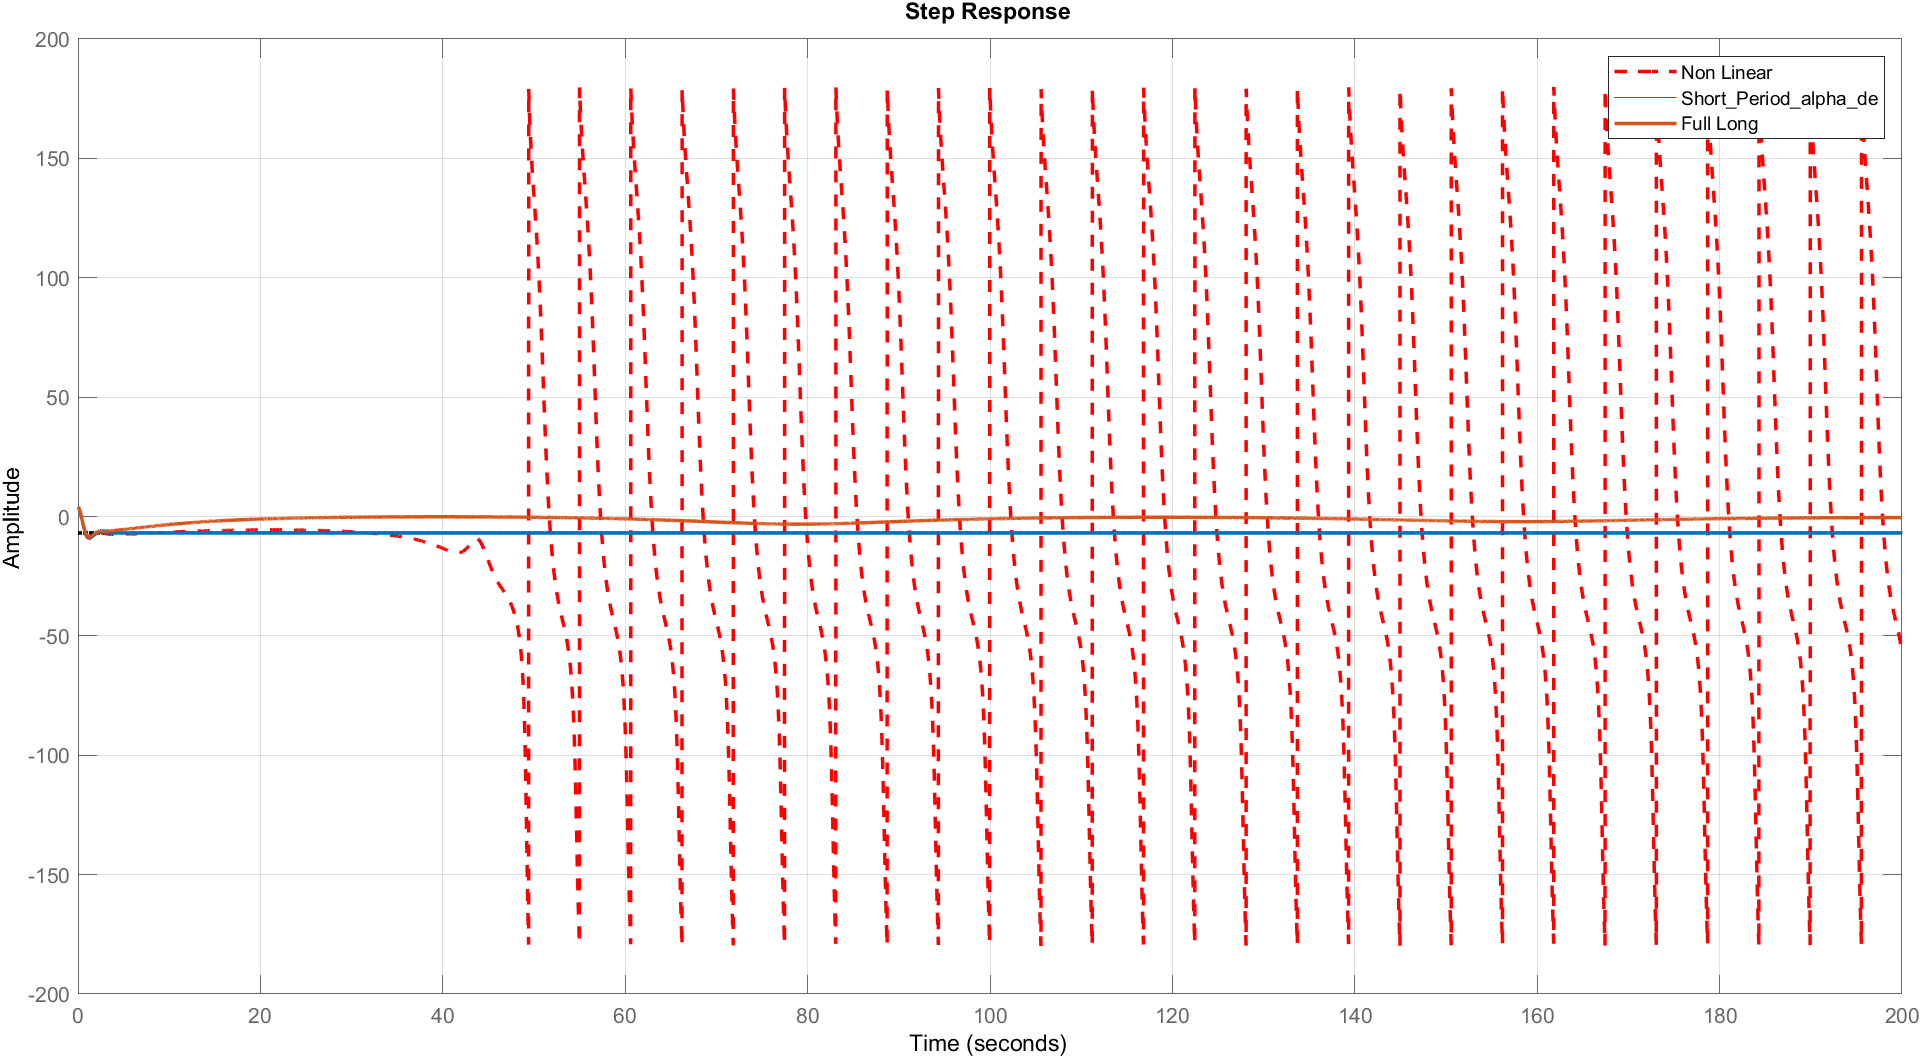 Step Response
Non Linear
Short_Period_alpha_de
Full Long
200
150
100
50
0
-50
-100
-150
-200
Amplitude
0 20 40 60 80 100 120 140 160 180 200
Time (seconds)